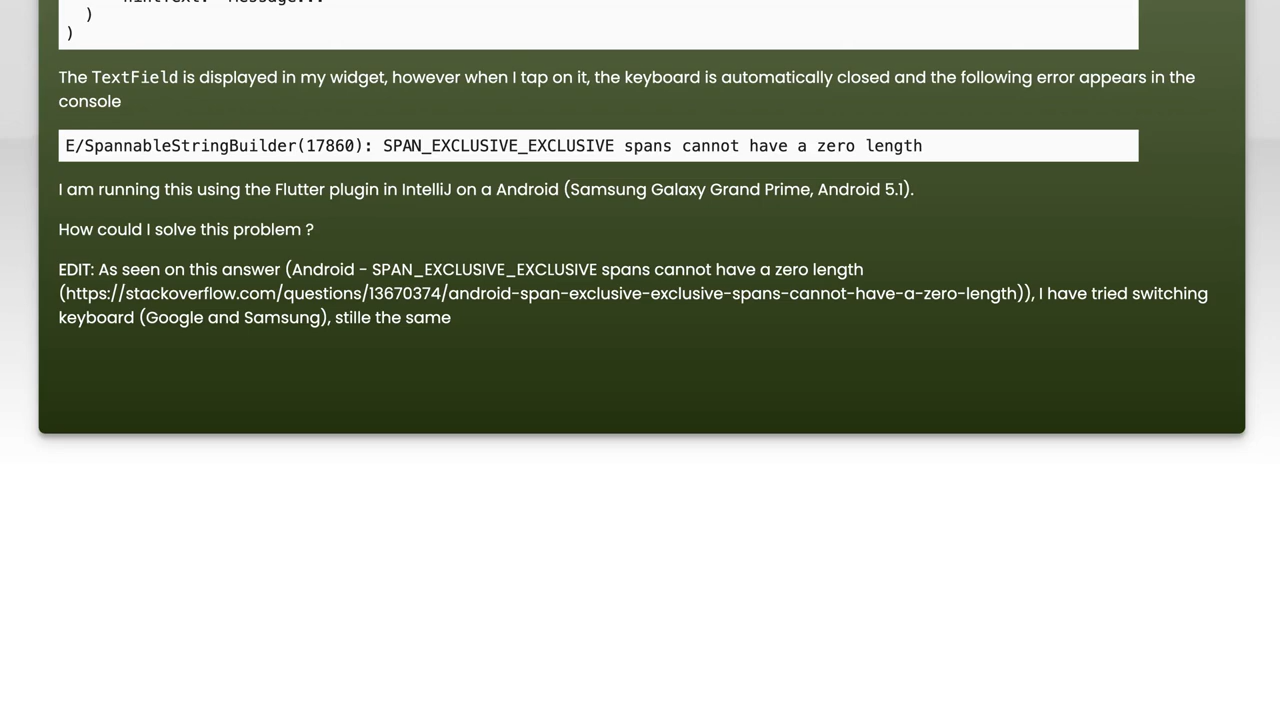 )
)
The TextField is displayed in my widget, however when I tap on it, the keyboard is automatically closed and the following error appears in the
console
E/SpannableStringBuilder(17860): SPAN_EXCLUSIVE_EXCLUSIVE spans cannot have a zero length
I am running this using the Flutter plugin in IntelliJ on a Android (Samsung Galaxy Grand Prime, Android 5.1).
How could I solve this problem ?
EDIT: As seen on this answer (Android - SPAN_EXCLUSIVE_EXCLUSIVE spans cannot have a zero length
(https://stackoverflow.com/questions/13670374/android-span-exclusive-exclusive-spans-cannot-have-a-zero-length)), I have tried switching
keyboard (Google and Samsung), stille the same